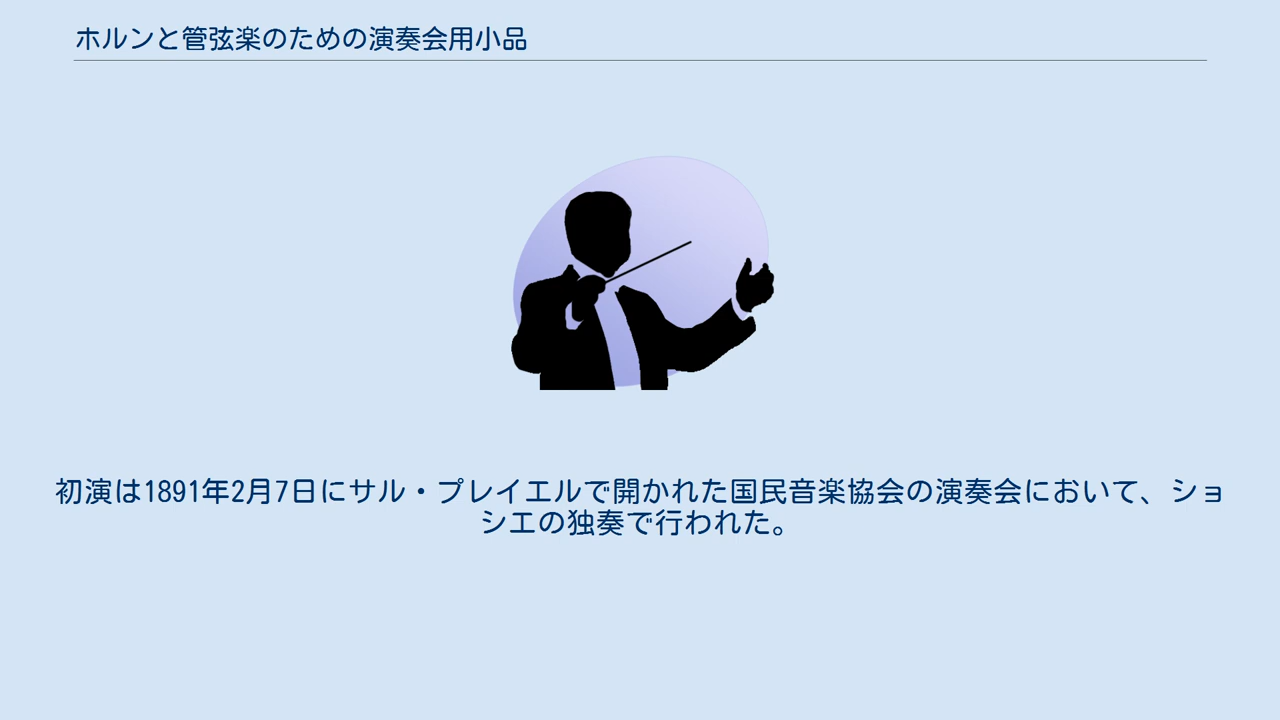 ホルンと管弦楽のための演奏会用小品
初演は1891年2月7日にサル・プレイエルで開かれた国民音楽協会の演奏会において、ショ
シエの独奏で行われた。